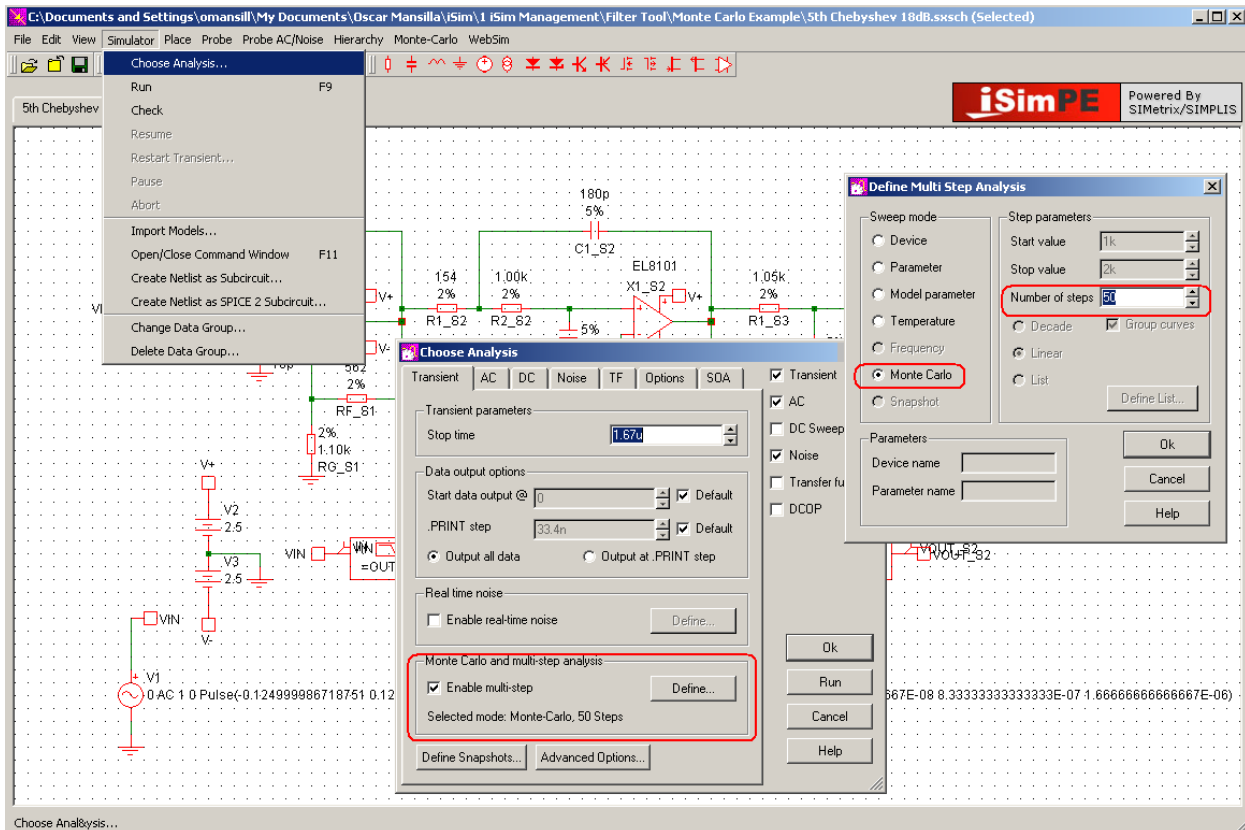 C:\Documents and Settings\omansill\My Documents\Oscar Mansilla\iSim\1 iSim Management\Filter Tool\Monte Carlo Example\5th Chebyshev 18dB.sxsch (Selected)
File Edit View Simulator Place Probe Probe AC/Noise Hierarchy Monte-Carlo WebSim
5th Chebyshev
iSimPE
Powered By
SIMetrix/SIMPLIS
Choose Analysis...
Run F9
Check
Resume
Restart Transient...
Pause
Abort
Import Models...
Open/Close Command Window F11
Create Netlist as Subcircuit...
Create Netlist as SPICE 2 Subcircuit...
Change Data Group...
Delete Data Group...
180p
5%
C1_S2
EL8101
X1_S2
V+
154
2%
R1_S2
1.00k
2%
R2_S2
5%
1.05k
2%
R1_S3
V+
V-
562
2%
RF_S1
2%
1.10k
RG_S1
V+
V2
2.5
V3
2.5
V-
VIN
VIN
=OUT
VIN
V1
0 AC 1 0 Pulse(-0.124999986718751 0.12
667E-08 8.33333333333333E-07 1.66666666666667E-06)
VOUT_S2
VOUT_S2
Choose Analysis
Transient AC DC Noise TF Options SOA
Transient parameters
Stop time 1.67u
Data output options
Start data output @ 0 Default
.PRINT step 33.4n Default
Output all data Output at .PRINT step
Real time noise
Enable real-time noise Define...
Monte Carlo and multi-step analysis
Enable multi-step Define...
Selected mode: Monte-Carlo, 50 Steps
Define Snapshots... Advanced Options...
Transient
AC
DC Sweep
Noise
Transfer fu
DCOP
Ok
Run
Cancel
Help
Define Multi Step Analysis
Sweep mode
Device
Parameter
Model parameter
Temperature
Frequency
Monte Carlo
Snapshot
Step parameters
Start value 1k
Stop value 2k
Number of steps 50
Decade Group curves
Linear
List
Define List...
Parameters
Device name
Parameter name
Ok
Cancel
Help
Choose Anal&ysis...